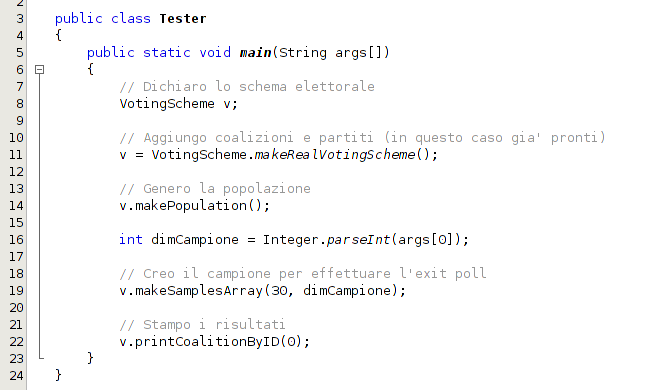 2
3 public class Tester
4 {
5     public static void main(String args[])
6     {
7         // Dichiaro lo schema elettorale
8         VotingScheme v;
9
10         // Aggiungo coalizioni e partiti (in questo caso gia' pronti)
11         v = VotingScheme.makeRealVotingScheme();
12
13         // Genero la popolazione
14         v.makePopulation();
15
16         int dimCampione = Integer.parseInt(args[0]);
17
18         // Creo il campione per effettuare l'exit poll
19         v.makeSamplesArray(30, dimCampione);
20
21         // Stampo i risultati
22         v.printCoalitionByID(0);
23     }
24 }